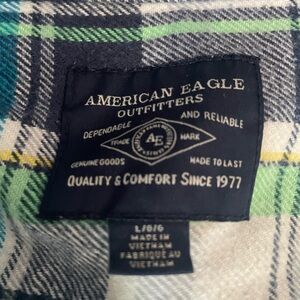 AMERICAN EAGLE
OUTFITTERS
DEPENDABLE AND RELIABLE
TRADE AE MARK
GENUINE GOODS MADE TO LAST
QUALITY & COMFORT SINCE 1977
L/G/G
MADE IN
VIETNAM
FABRIQUÉ AU
VIETNAM